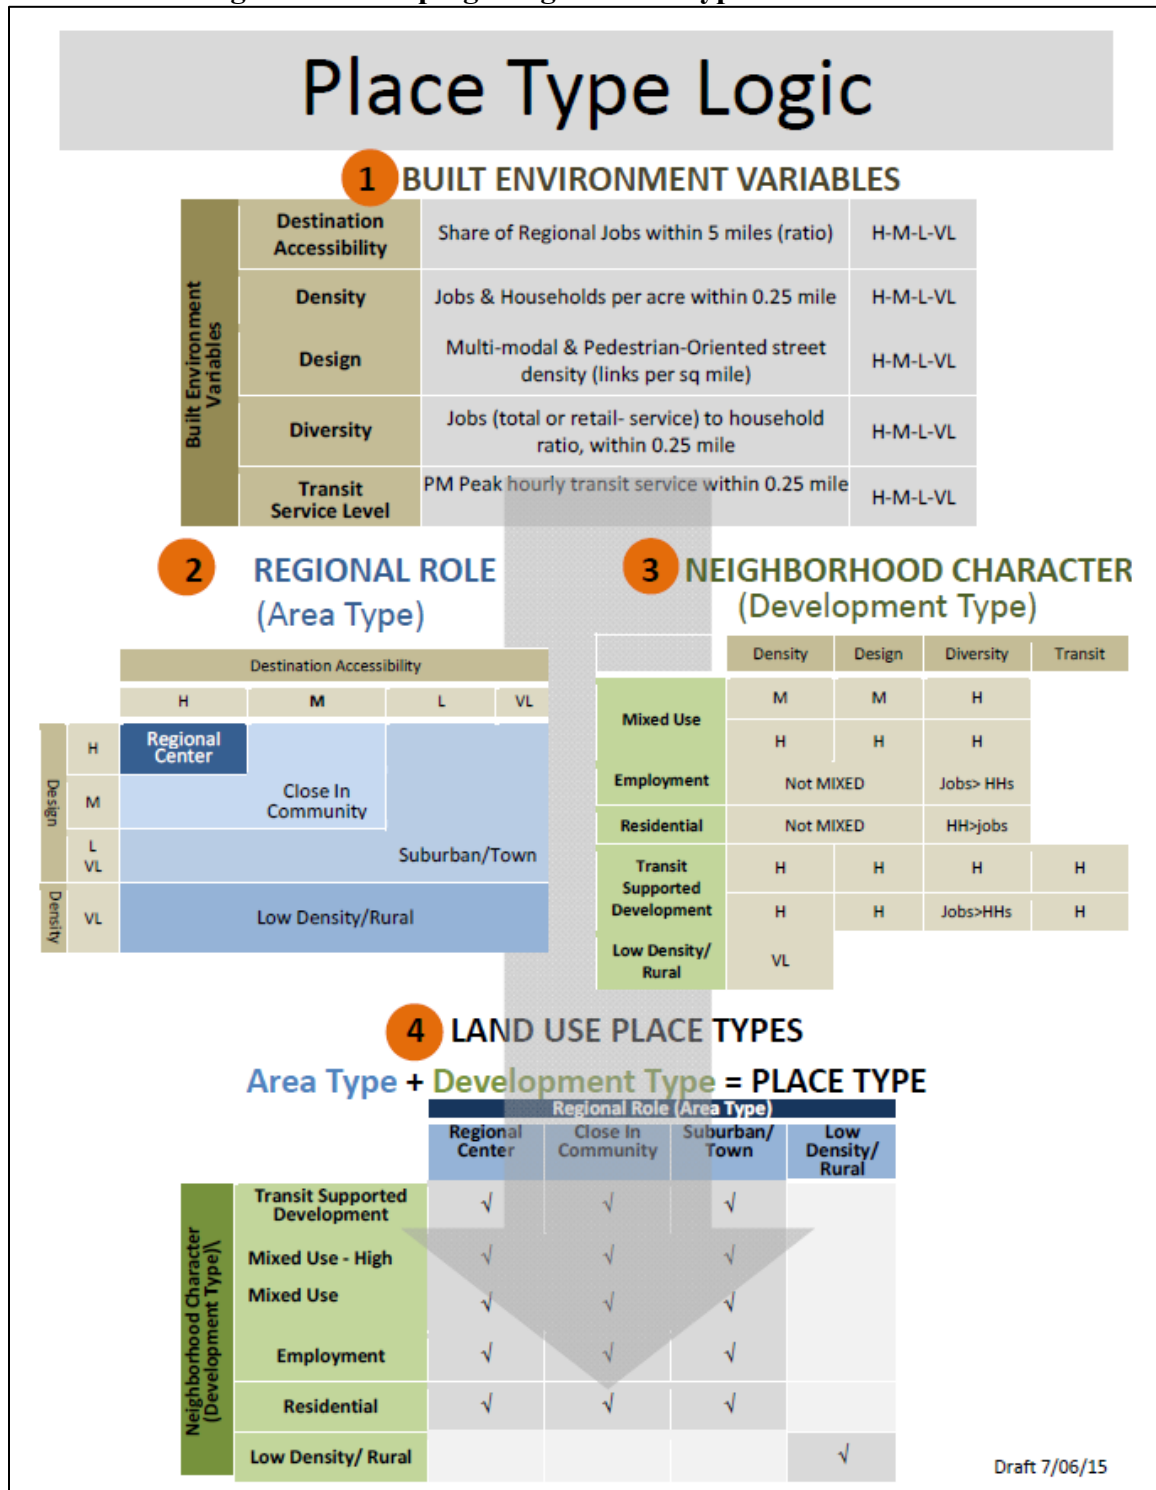 Place Type Logic
1 BUILT ENVIRONMENT VARIABLES
Built Environment
Variables
Destination
Accessibility
Share of Regional Jobs within 5 miles (ratio)
H-M-L-VL
Density
Jobs & Households per acre within 0.25 mile
H-M-L-VL
Design
Multi-modal & Pedestrian-Oriented street
density (links per sq mile)
H-M-L-VL
Diversity
Jobs (total or retail- service) to household
ratio, within 0.25 mile
H-M-L-VL
Transit
Service Level
PM Peak hourly transit service within 0.25 mile
H-M-L-VL
2 REGIONAL ROLE
(Area Type)
Destination Accessibility
H M L VL
Design
H
Regional
Center
M
Close In
Community
L
VL
Suburban/Town
Density
VL
Low Density/Rural
3 NEIGHBORHOOD CHARACTER
(Development Type)
Density Design Diversity Transit
Mixed Use
M M H
H H H
Employment Not MIXED Jobs> HHs
Residential Not MIXED HH>jobs
Transit
Supported
Development
H H H H
H H Jobs>HHs H
Low Density/
Rural
VL
4 LAND USE PLACE TYPES
Area Type + Development Type = PLACE TYPE
Regional Role (Area Type)
Regional
Center
Close In
Community
Suburban/
Town
Low
Density/
Rural
Neighborhood Character
(Development Type)\
Transit Supported
Development
√ √ √
Mixed Use - High √ √ √
Mixed Use √ √ √
Employment √ √ √
Residential √ √ √
Low Density/ Rural √
Draft 7/06/15